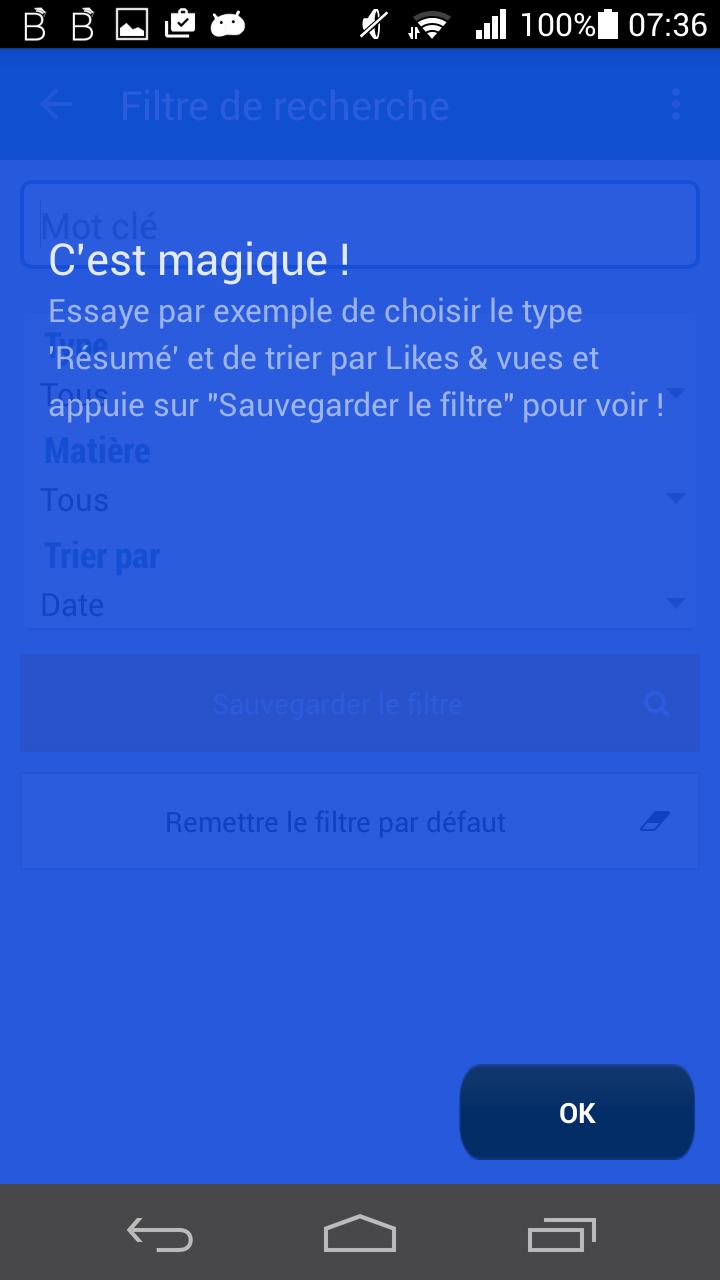 100% 07:36
Filtre de recherche
Mot clé
C'est magique !
Essaye par exemple de choisir le type
'Résumé' et de trier par Likes & vues et
appuie sur "Sauvegarder le filtre" pour voir !
Type
Tous
Matière
Tous
Trier par
Date
Sauvegarder le filtre
Remettre le filtre par défaut
OK